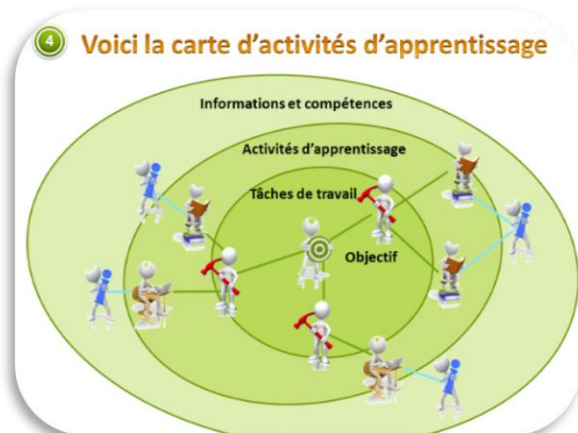 4 Voici la carte d'activités d'apprentissage
Informations et compétences
Activités d'apprentissage
Tâches de travail
Objectif